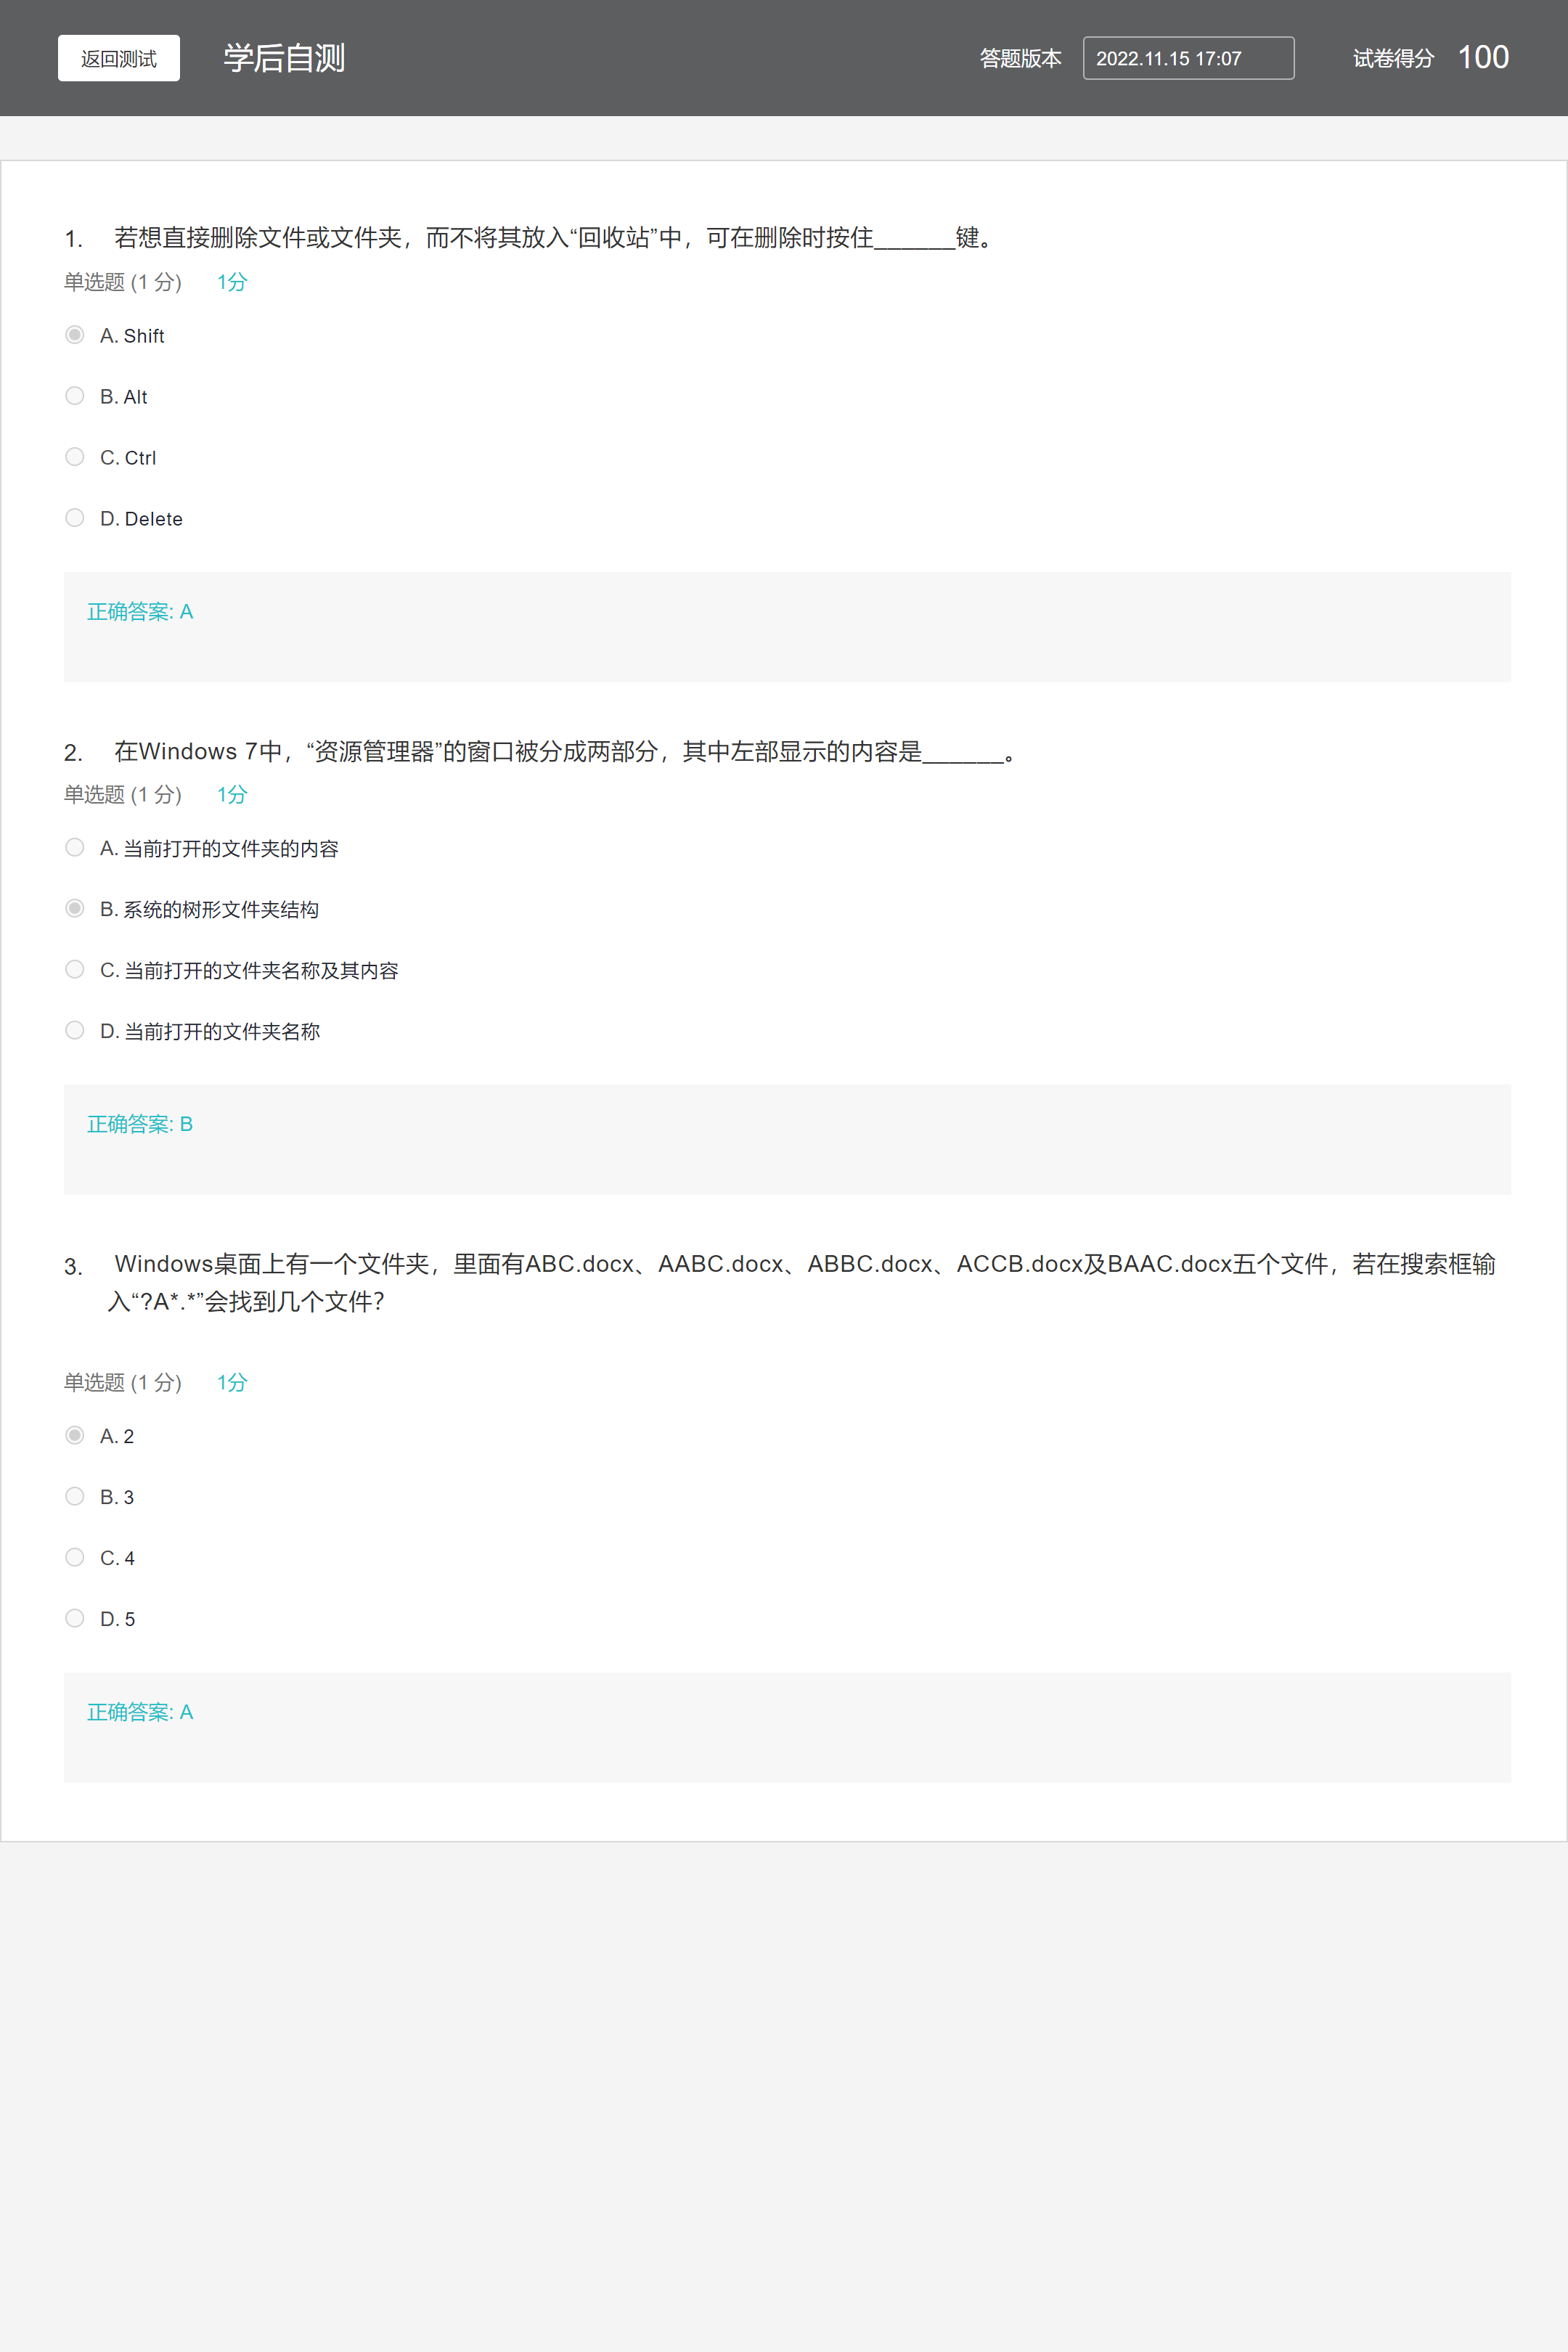 返回测试 学后自测 答题版本 2022.11.15 17:07 试卷得分 100
1. 若想直接删除文件或文件夹，而不将其放入“回收站”中，可在删除时按住______键。
单选题 (1 分) 1分
A. Shift
B. Alt
C. Ctrl
D. Delete
正确答案: A
2. 在Windows 7中，“资源管理器”的窗口被分成两部分，其中左部显示的内容是______。
单选题 (1 分) 1分
A. 当前打开的文件夹的内容
B. 系统的树形文件夹结构
C. 当前打开的文件夹名称及其内容
D. 当前打开的文件夹名称
正确答案: B
3. Windows桌面上有一个文件夹，里面有ABC.docx、AABC.docx、ABBC.docx、ACCB.docx及BAAC.docx五个文件，若在搜索框输
入“?A*.*”会找到几个文件?
单选题 (1 分) 1分
A. 2
B. 3
C. 4
D. 5
正确答案: A